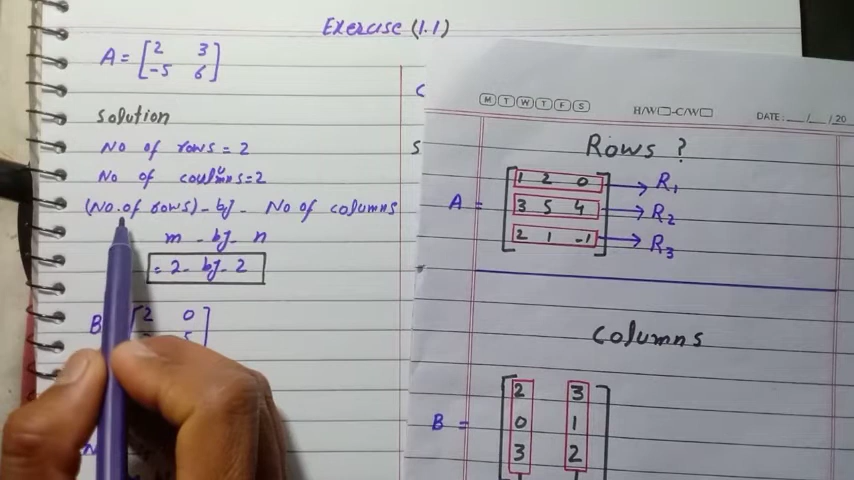 Exercise (1.1)
A = [2 3
-5 6]
Solution
No of rows = 2
No of coulmns=2
(No. of rows) - by - No of columns
m - by - n
= 2 - by - 2
B
2 0
C
S
M T W T F S
H/W□-C/W□
DATE: __/__/20
Rows ?
A =
1 2 0 → R1
3 5 4 → R2
2 1 -1 → R3
Columns
B =
2 3
0 1
3 2